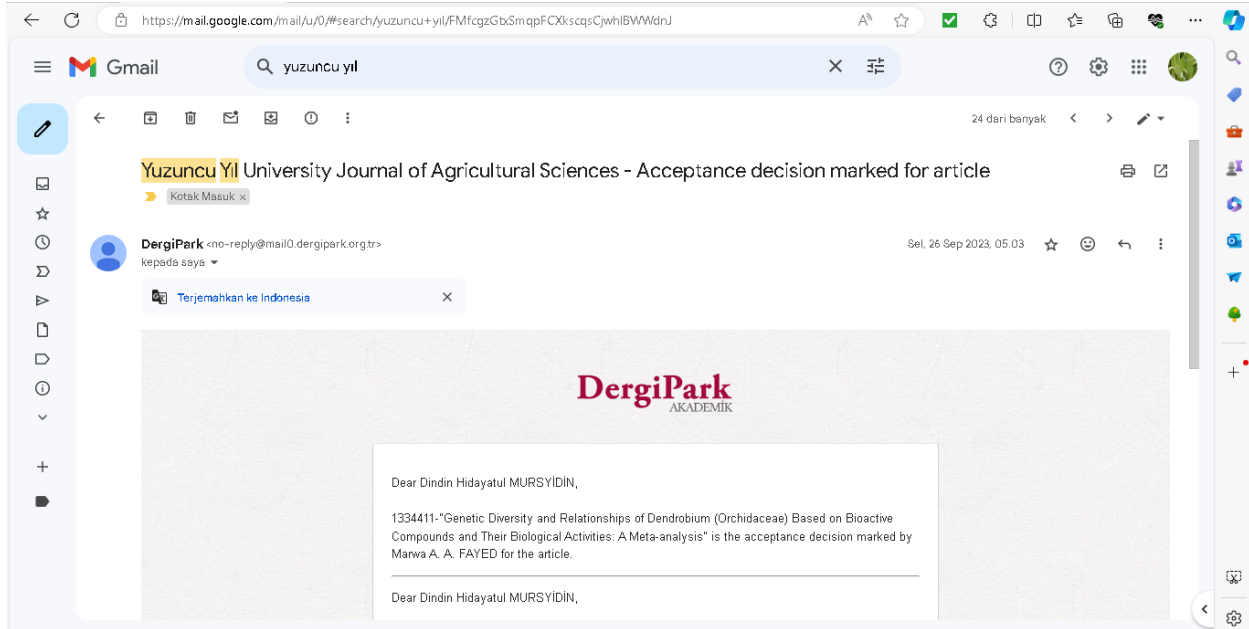 https://mail.google.com/mail/u/0/#search/yuzuncu+yıl/FMfcgzGtxSmqpFCXkscqsCjwhlBWWdnJ
Gmail
yuzuncu yıl
24 dari banyak
Yuzuncu Yıl University Journal of Agricultural Sciences - Acceptance decision marked for article
Kotak Masuk ×
DergiPark <no-reply@mail0.dergipark.org.tr>
Sel, 26 Sep 2023, 05.03
kepada saya
Terjemahkan ke Indonesia
DergiPark
AKADEMİK
Dear Dindin Hidayatul MURSYİDİN,
1334411-"Genetic Diversity and Relationships of Dendrobium (Orchidaceae) Based on Bioactive
Compounds and Their Biological Activities: A Meta-analysis" is the acceptance decision marked by
Marwa A. A. FAYED for the article.
Dear Dindin Hidayatul MURSYİDİN,